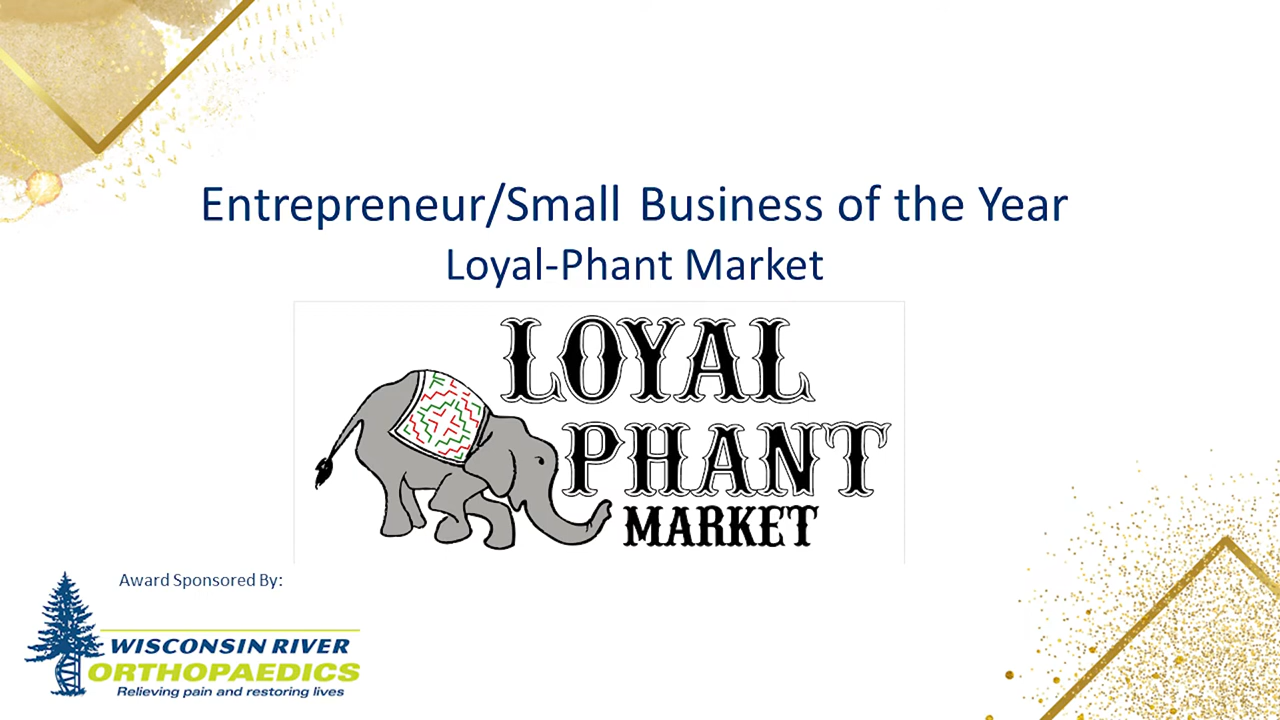 Entrepreneur/Small Business of the Year
Loyal-Phant Market
LOYAL
PHANT
MARKET
Award Sponsored By:
WISCONSIN RIVER
ORTHOPAEDICS
Relieving pain and restoring lives